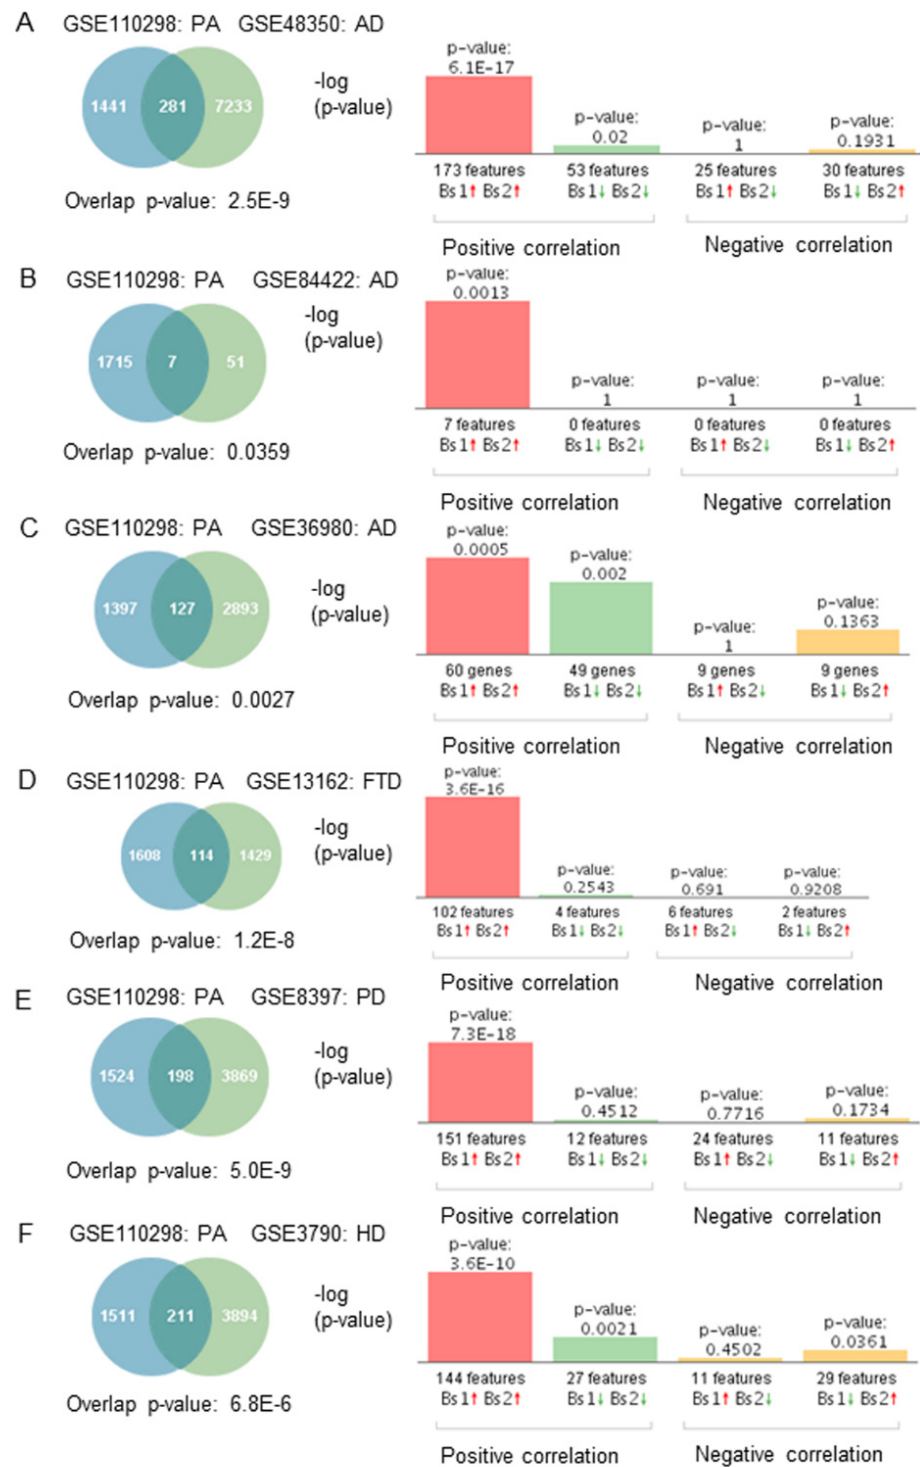 A GSE110298: PA GSE48350: AD
1441 281 7233
Overlap p-value: 2.5E-9
-log
(p-value)
p-value:
6.1E-17
p-value:
0.02
p-value:
1
p-value:
0.1931
173 features 53 features 25 features 30 features
Bs1↑ Bs2↑ Bs1↓ Bs2↓ Bs1↑ Bs2↓ Bs1↓ Bs2↑
Positive correlation Negative correlation
B GSE110298: PA GSE84422: AD
1715 7 51
Overlap p-value: 0.0359
-log
(p-value)
p-value:
0.0013
p-value:
1
p-value:
1
p-value:
1
7 features 0 features 0 features 0 features
Bs1↑ Bs2↑ Bs1↓ Bs2↓ Bs1↑ Bs2↓ Bs1↓ Bs2↑
Positive correlation Negative correlation
C GSE110298: PA GSE36980: AD
1397 127 2893
Overlap p-value: 0.0027
-log
(p-value)
p-value:
0.0005
p-value:
0.002
p-value:
1
p-value:
0.1363
60 genes 49 genes 9 genes 9 genes
Bs1↑ Bs2↑ Bs1↓ Bs2↓ Bs1↑ Bs2↓ Bs1↓ Bs2↑
Positive correlation Negative correlation
D GSE110298: PA GSE13162: FTD
1608 114 1429
Overlap p-value: 1.2E-8
-log
(p-value)
p-value:
3.6E-16
p-value:
0.2543
p-value:
0.691
p-value:
0.9208
102 features 4 features 6 features 2 features
Bs1↑ Bs2↑ Bs1↓ Bs2↓ Bs1↑ Bs2↓ Bs1↓ Bs2↑
Positive correlation Negative correlation
E GSE110298: PA GSE8397: PD
1524 198 3869
Overlap p-value: 5.0E-9
-log
(p-value)
p-value:
7.3E-18
p-value:
0.4512
p-value:
0.7716
p-value:
0.1734
151 features 12 features 24 features 11 features
Bs1↑ Bs2↑ Bs1↓ Bs2↓ Bs1↑ Bs2↓ Bs1↓ Bs2↑
Positive correlation Negative correlation
F GSE110298: PA GSE3790: HD
1511 211 3894
Overlap p-value: 6.8E-6
-log
(p-value)
p-value:
3.6E-10
p-value:
0.0021
p-value:
0.4502
p-value:
0.0361
144 features 27 features 11 features 29 features
Bs1↑ Bs2↑ Bs1↓ Bs2↓ Bs1↑ Bs2↓ Bs1↓ Bs2↑
Positive correlation Negative correlation